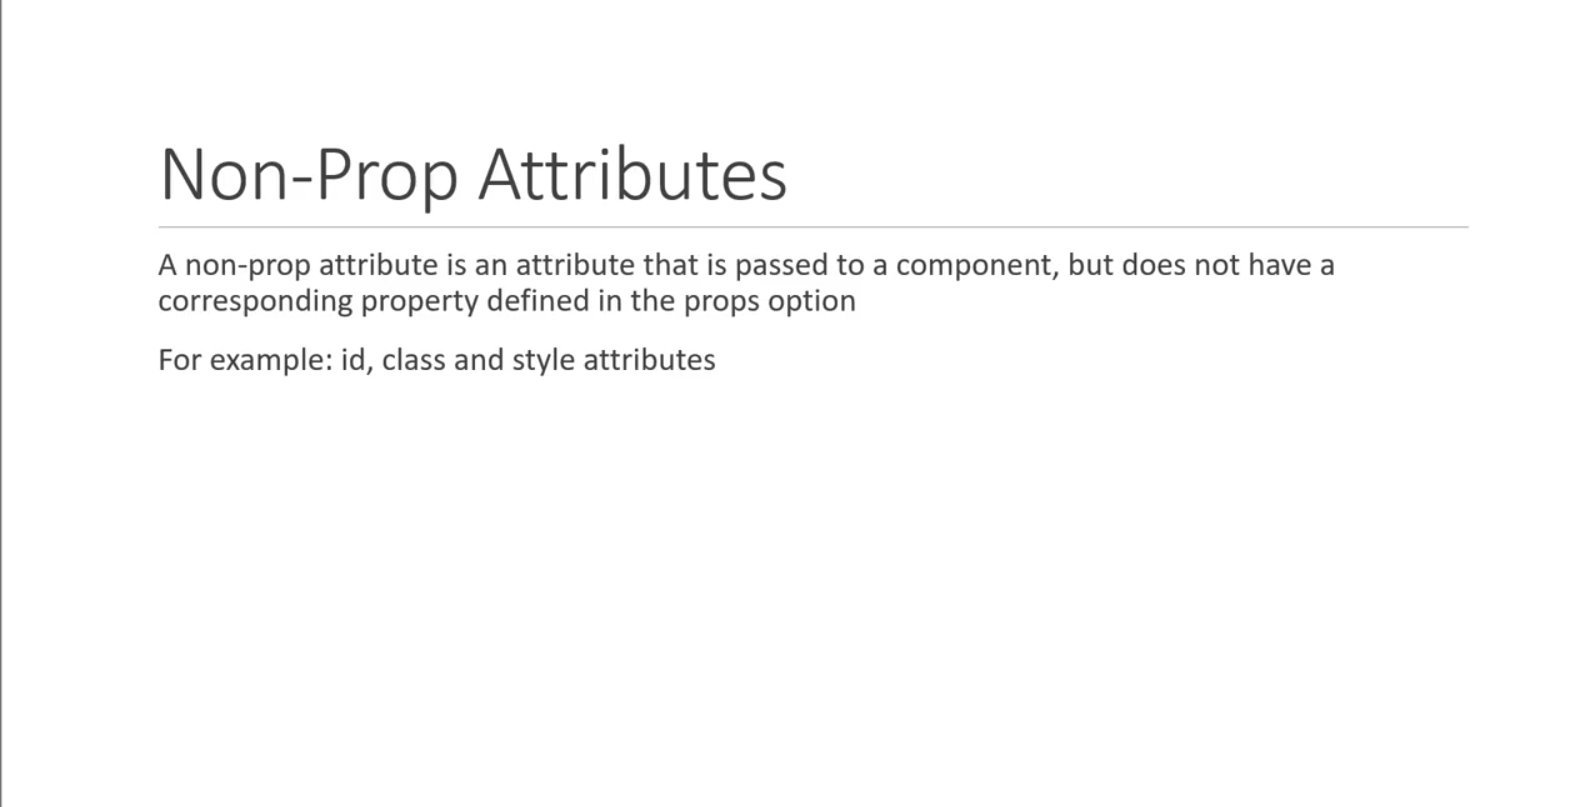 Non-Prop Attributes
A non-prop attribute is an attribute that is passed to a component, but does not have a
corresponding property defined in the props option
For example: id, class and style attributes